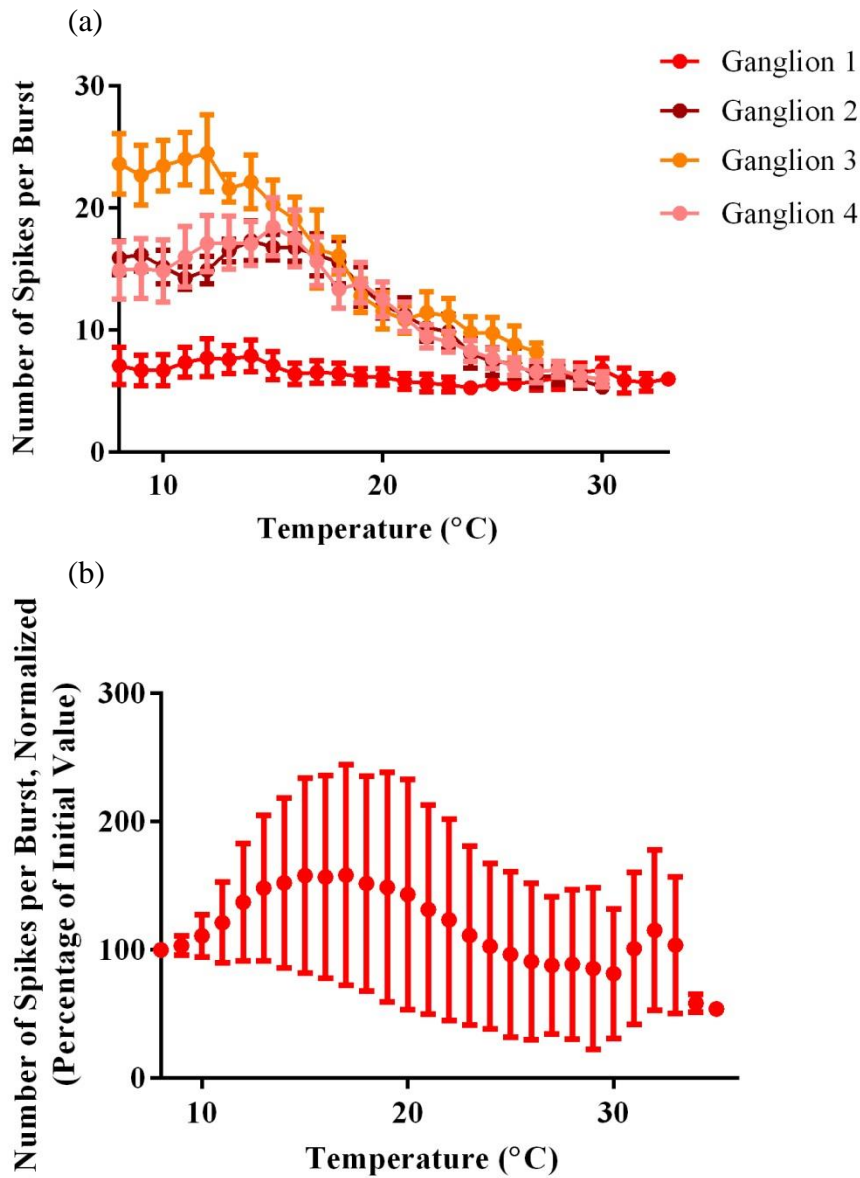 (a)
Number of Spikes per Burst
30
20
10
0
10
20
30
Temperature (°C)
Ganglion 1
Ganglion 2
Ganglion 3
Ganglion 4
(b)
Number of Spikes per Burst, Normalized
(Percentage of Initial Value)
300
200
100
0
10
20
30
Temperature (°C)